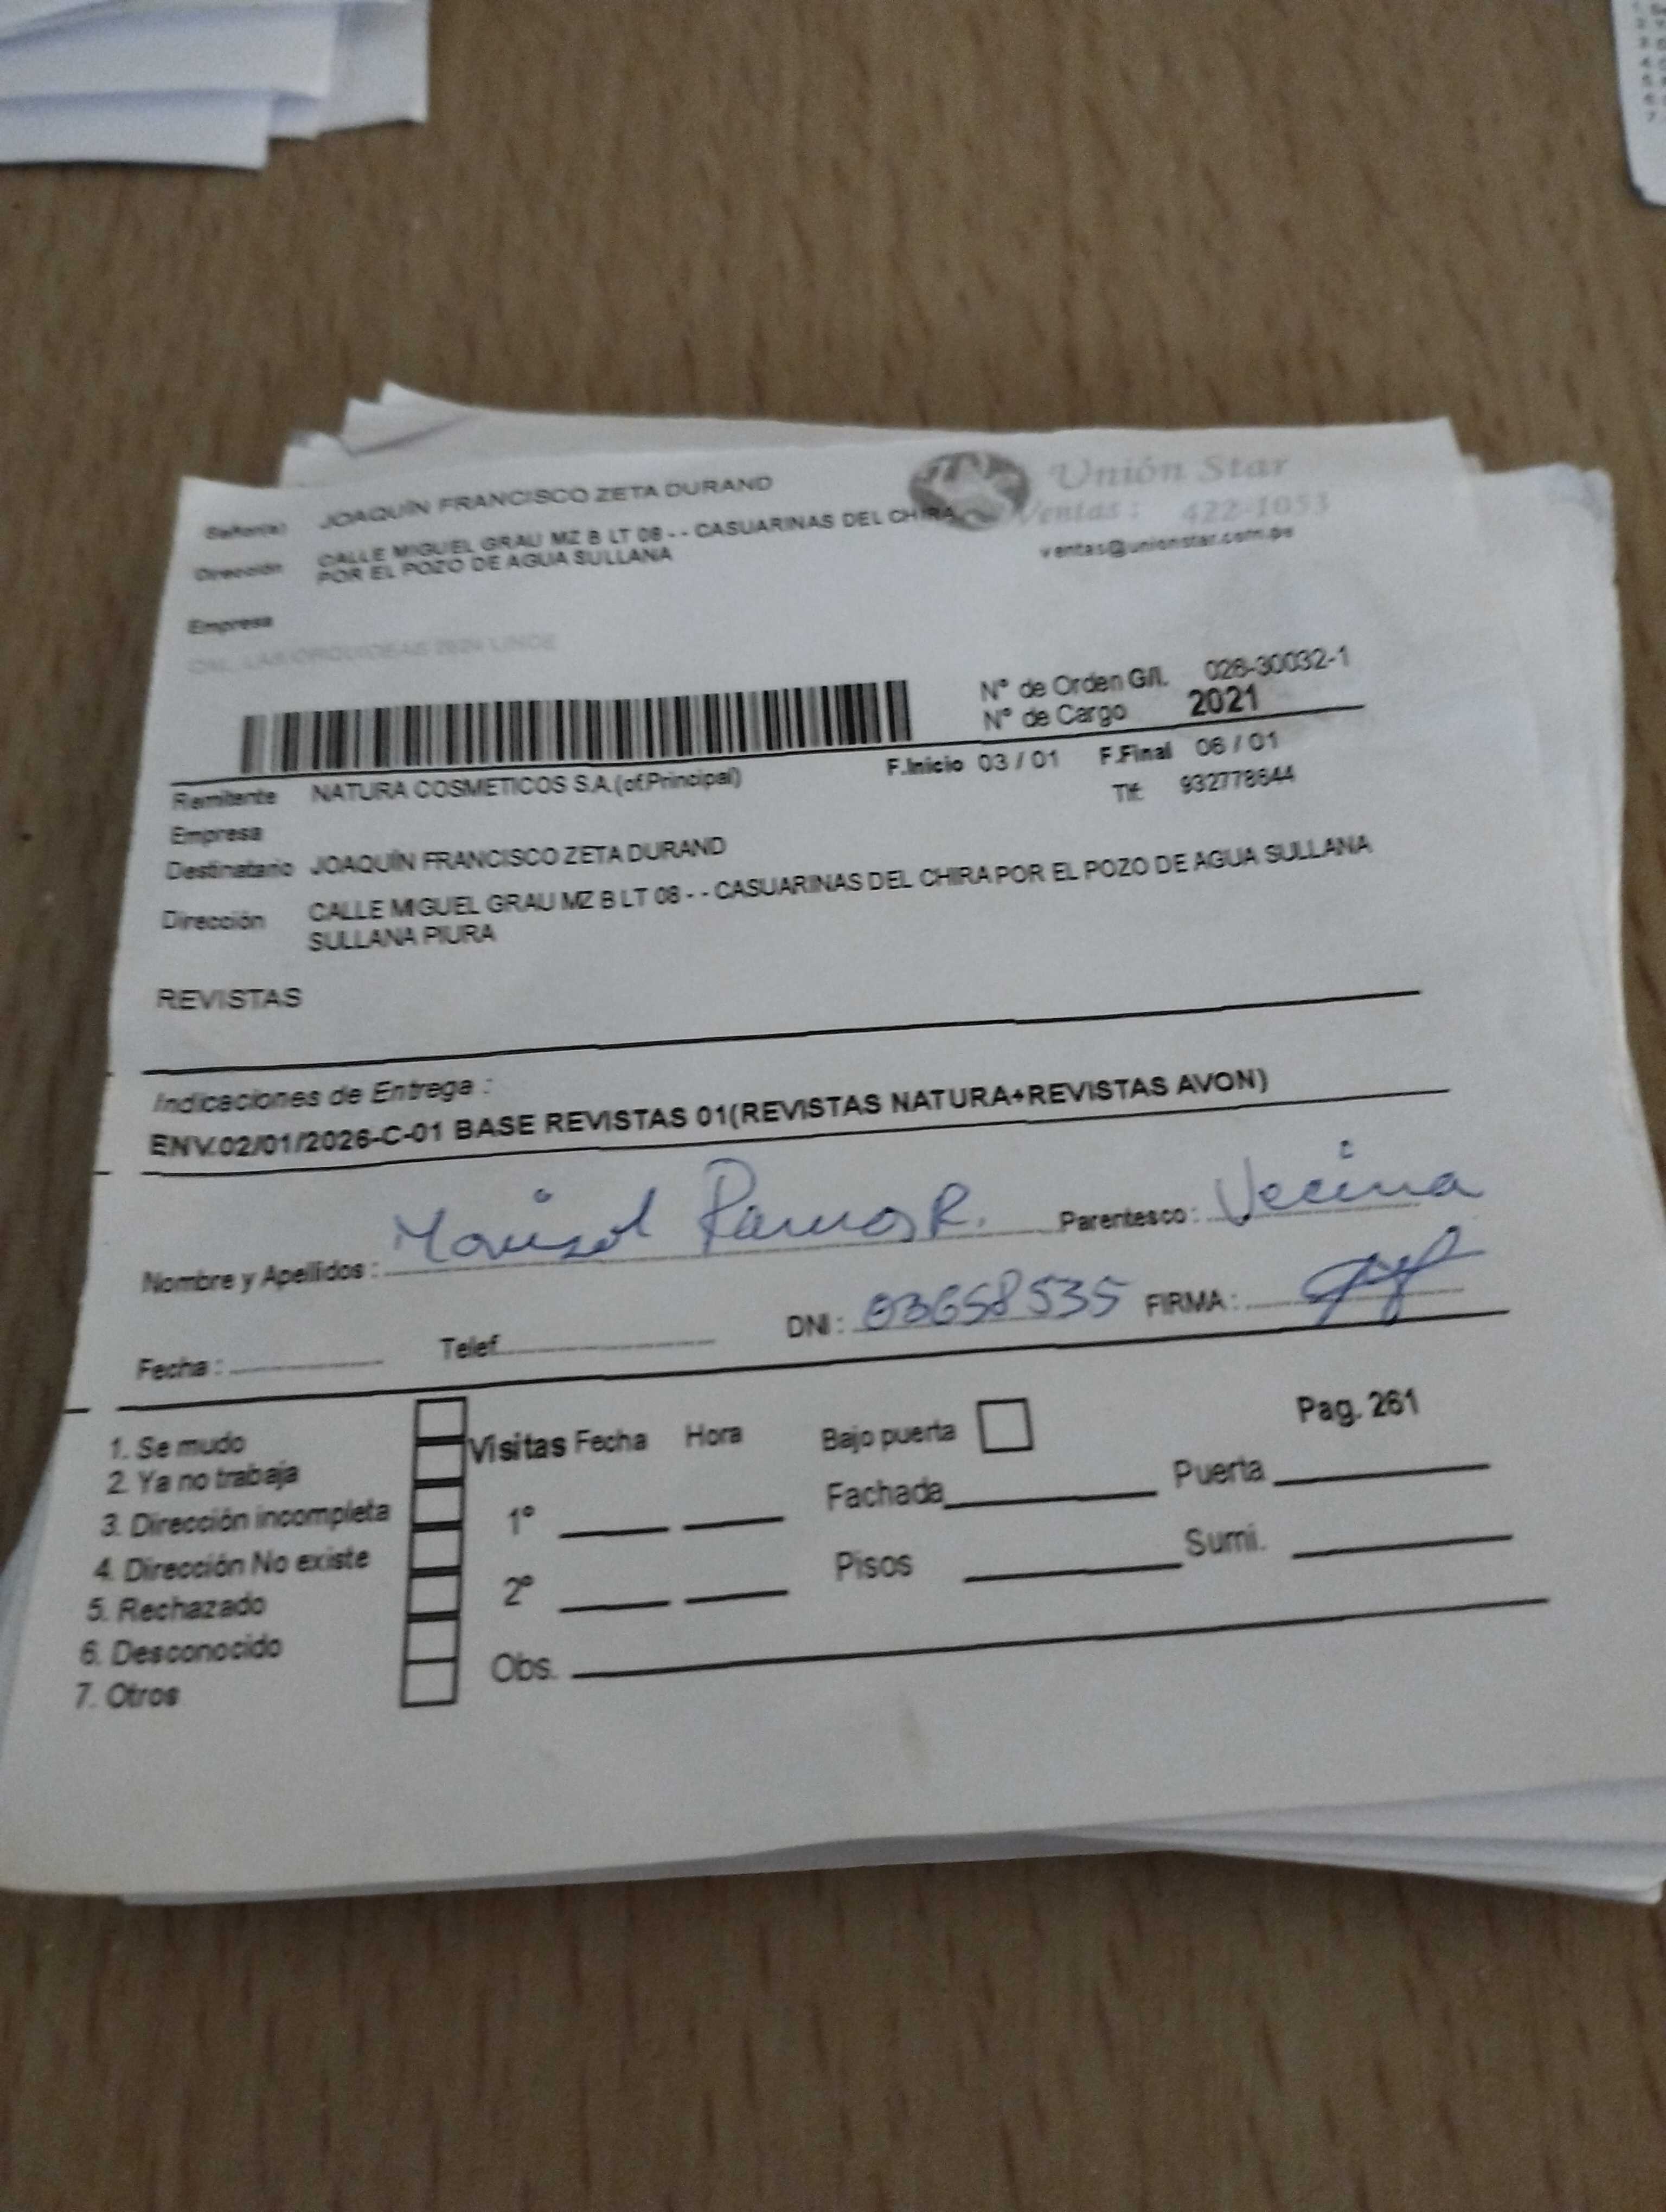 Señor(a) JOAQUÍN FRANCISCO ZETA DURAND
Unión Star
Dirección CALLE MIGUEL GRAU MZ B LT 08 - - CASUARINAS DEL CHIRA
POR EL POZO DE AGUA SULLANA
Ventas : 422-1053
ventas@unionstar.com.pe
Empresa
CAL. LAS ORQUIDEAS LINCE
N° de Orden G/I. 026-30032-1
N° de Cargo 2021
F.Inicio 03 / 01 F.Final 06 / 01
Remitente NATURA COSMETICOS S.A.(of.Principal)
Tlf: 932778644
Empresa
Destinatario JOAQUÍN FRANCISCO ZETA DURAND
Dirección CALLE MIGUEL GRAU MZ B LT 08 - - CASUARINAS DEL CHIRA POR EL POZO DE AGUA SULLANA
SULLANA PIURA
REVISTAS
Indicaciones de Entrega :
ENV.02/01/2026-C-01 BASE REVISTAS 01(REVISTAS NATURA+REVISTAS AVON)
Nombre y Apellidos : Marisol Ramos R. Parentesco : Vecina
Fecha : Telef. DNI : 03658535 FIRMA :
1. Se mudo
2. Ya no trabaja
3. Dirección incompleta
4. Dirección No existe
5. Rechazado
6. Desconocido
7. Otros
Visitas Fecha Hora
1°
2°
Obs.
Bajo puerta
Pag. 261
Fachada Puerta
Pisos Sumi.